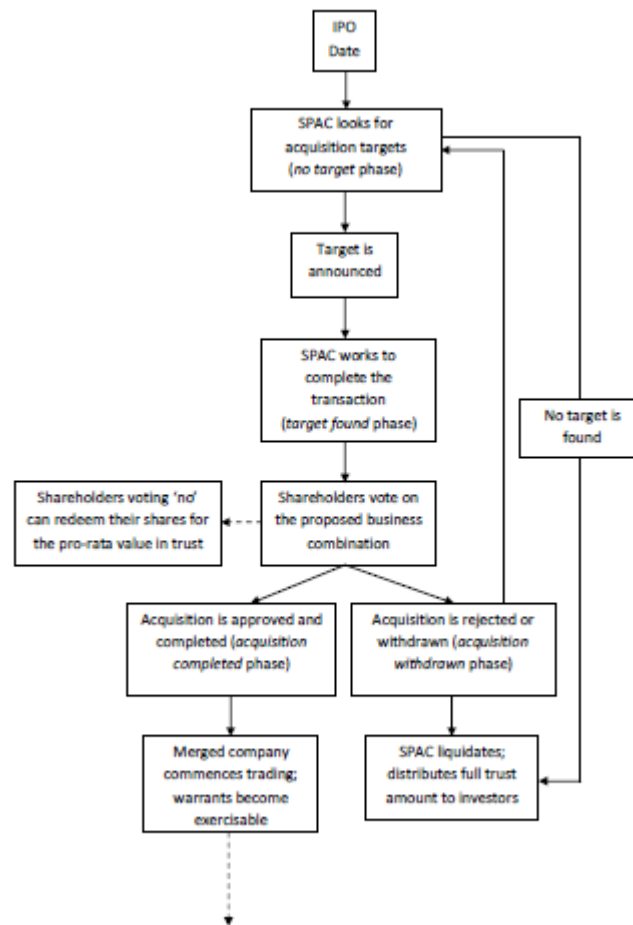 IPO
Date
SPAC looks for
acquisition targets
(no target phase)
Target is
announced
SPAC works to
complete the
transaction
(target found phase)
No target is
found
Shareholders voting ‘no’
can redeem their shares for
the pro-rata value in trust
Shareholders vote on
the proposed business
combination
Acquisition is approved and
completed (acquisition
completed phase)
Acquisition is rejected or
withdrawn (acquisition
withdrawn phase)
Merged company
commences trading;
warrants become
exercisable
SPAC liquidates;
distributes full trust
amount to investors